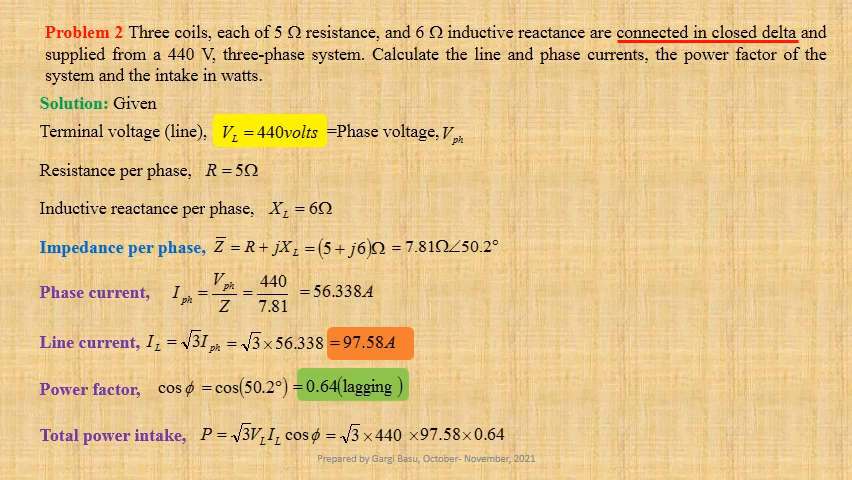 Problem 2 Three coils, each of 5 Ω resistance, and 6 Ω inductive reactance are connected in closed delta and
supplied from a 440 V, three-phase system. Calculate the line and phase currents, the power factor of the
system and the intake in watts.
Solution: Given
Terminal voltage (line), V_L = 440volts =Phase voltage, V_ph
Resistance per phase, R = 5Ω
Inductive reactance per phase, X_L = 6Ω
Impedance per phase, Z̅ = R + jX_L = (5 + j6)Ω = 7.81Ω∠50.2°
Phase current, I_ph = V_ph/Z = 440/7.81 = 56.338A
Line current, I_L = √3I_ph = √3 × 56.338 = 97.58A
Power factor, cos ϕ = cos(50.2°) = 0.64(lagging )
Total power intake, P = √3V_L I_L cos ϕ = √3 × 440 × 97.58 × 0.64
Prepared by Gargi Basu, October- November, 2021